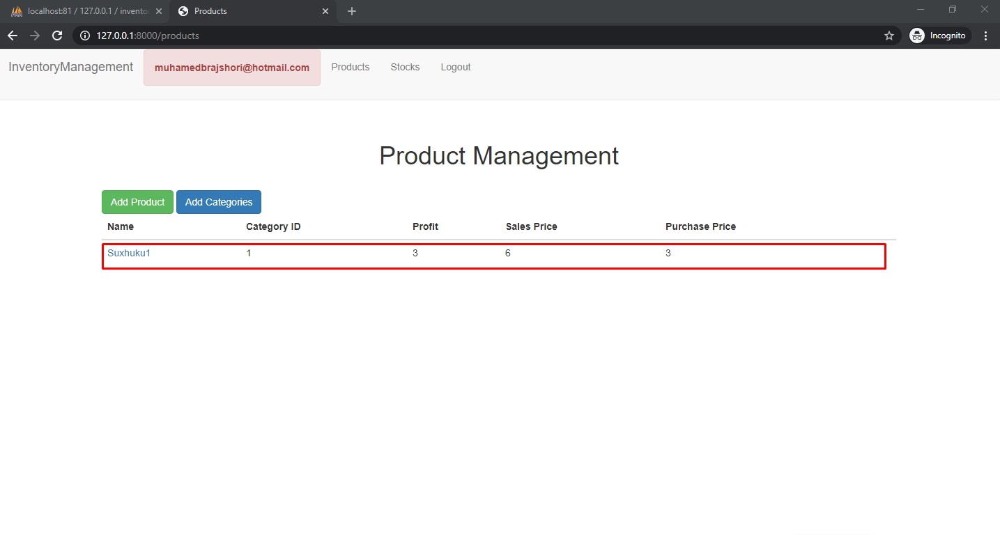 localhost:81 / 127.0.0.1 / invento
Products
127.0.0.1:8000/products
Incognito
InventoryManagement muhamedbrajshori@hotmail.com Products Stocks Logout
Product Management
Add Product Add Categories
Name Category ID Profit Sales Price Purchase Price
Suxhuku1 1 3 6 3